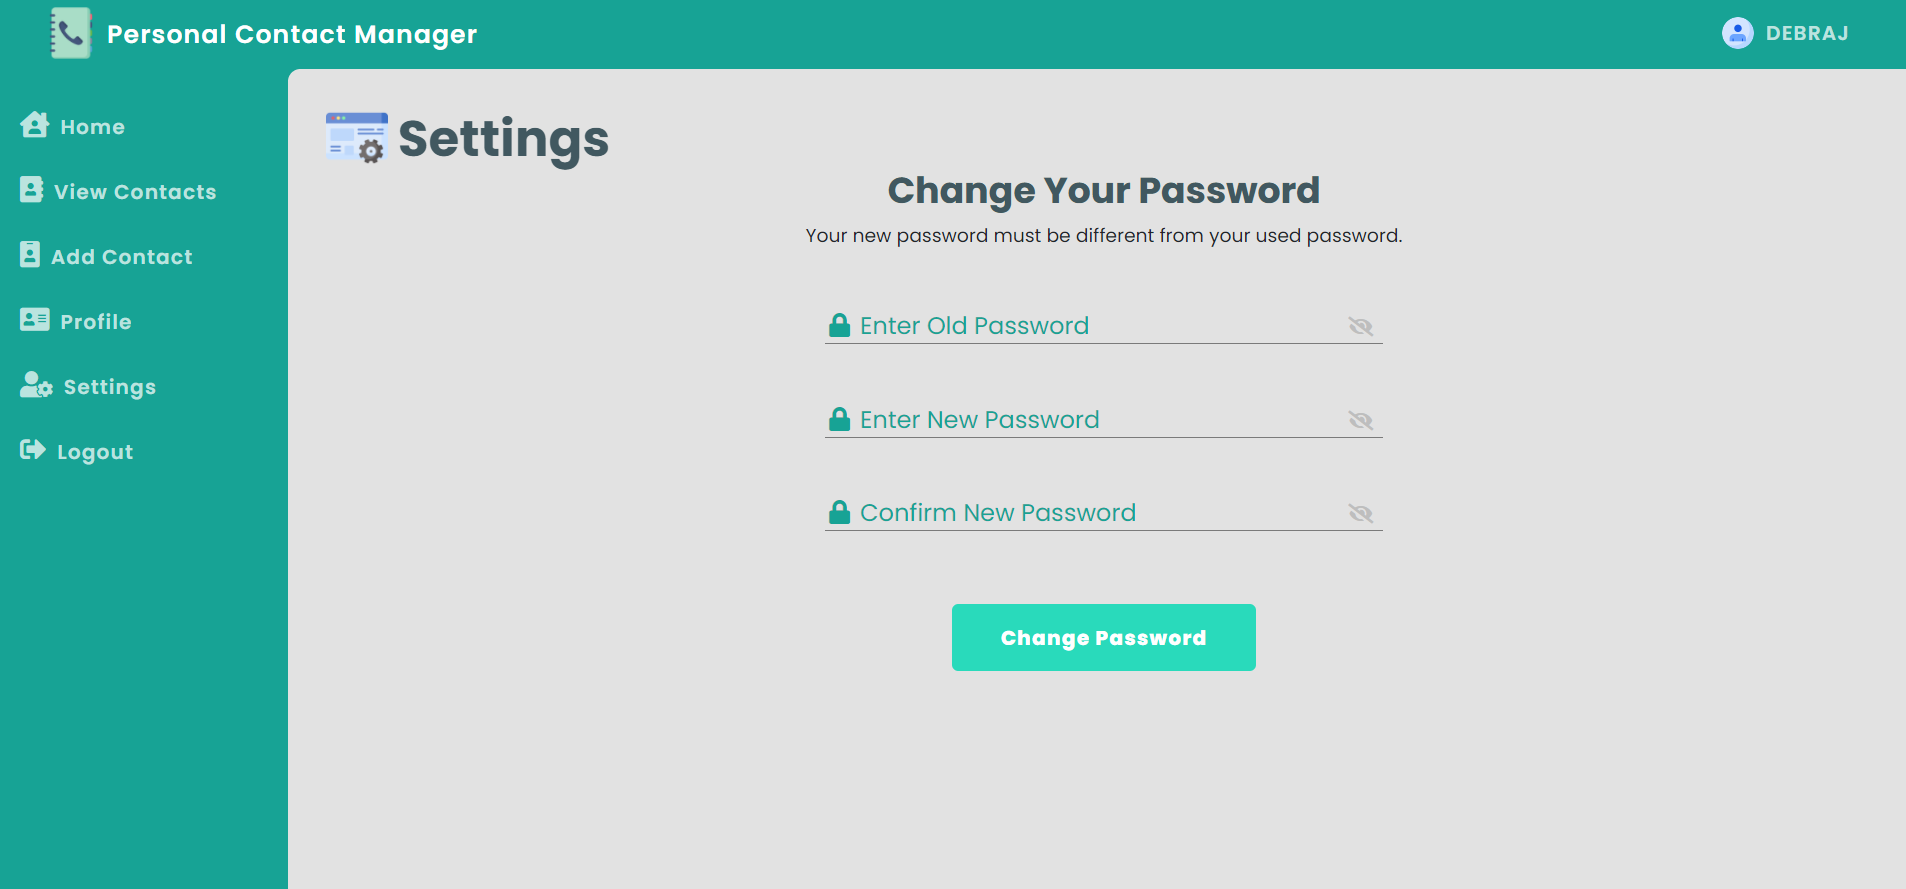 Personal Contact Manager
DEBRAJ
Home
View Contacts
Add Contact
Profile
Settings
Logout
Settings
Change Your Password
Your new password must be different from your used password.
Enter Old Password
Enter New Password
Confirm New Password
Change Password